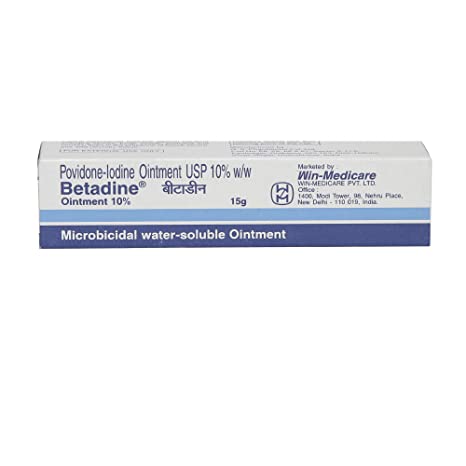 Povidone-Iodine Ointment USP 10% w/w
Betadine® बीटाडीन
Ointment 10% 15g
Microbicidal water-soluble Ointment
Marketed by :
Win-Medicare
WIN-MEDICARE PVT. LTD.
Office :
1400, Modi Tower, 98, Nehru Place,
New Delhi - 110 019, India.